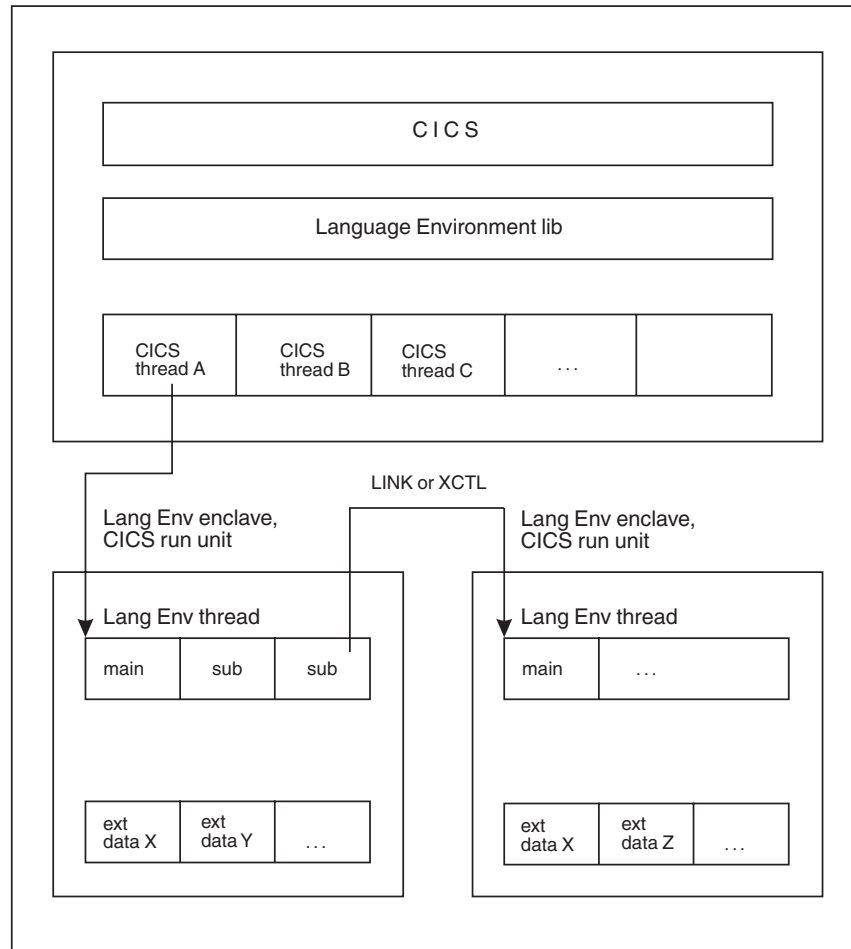 C I C S
Language Environment lib
CICS
thread A
CICS
thread B
CICS
thread C
...
LINK or XCTL
Lang Env enclave,
CICS run unit
Lang Env enclave,
CICS run unit
Lang Env thread
main
sub
sub
Lang Env thread
main
...
ext
data X
ext
data Y
...
ext
data X
ext
data Z
...